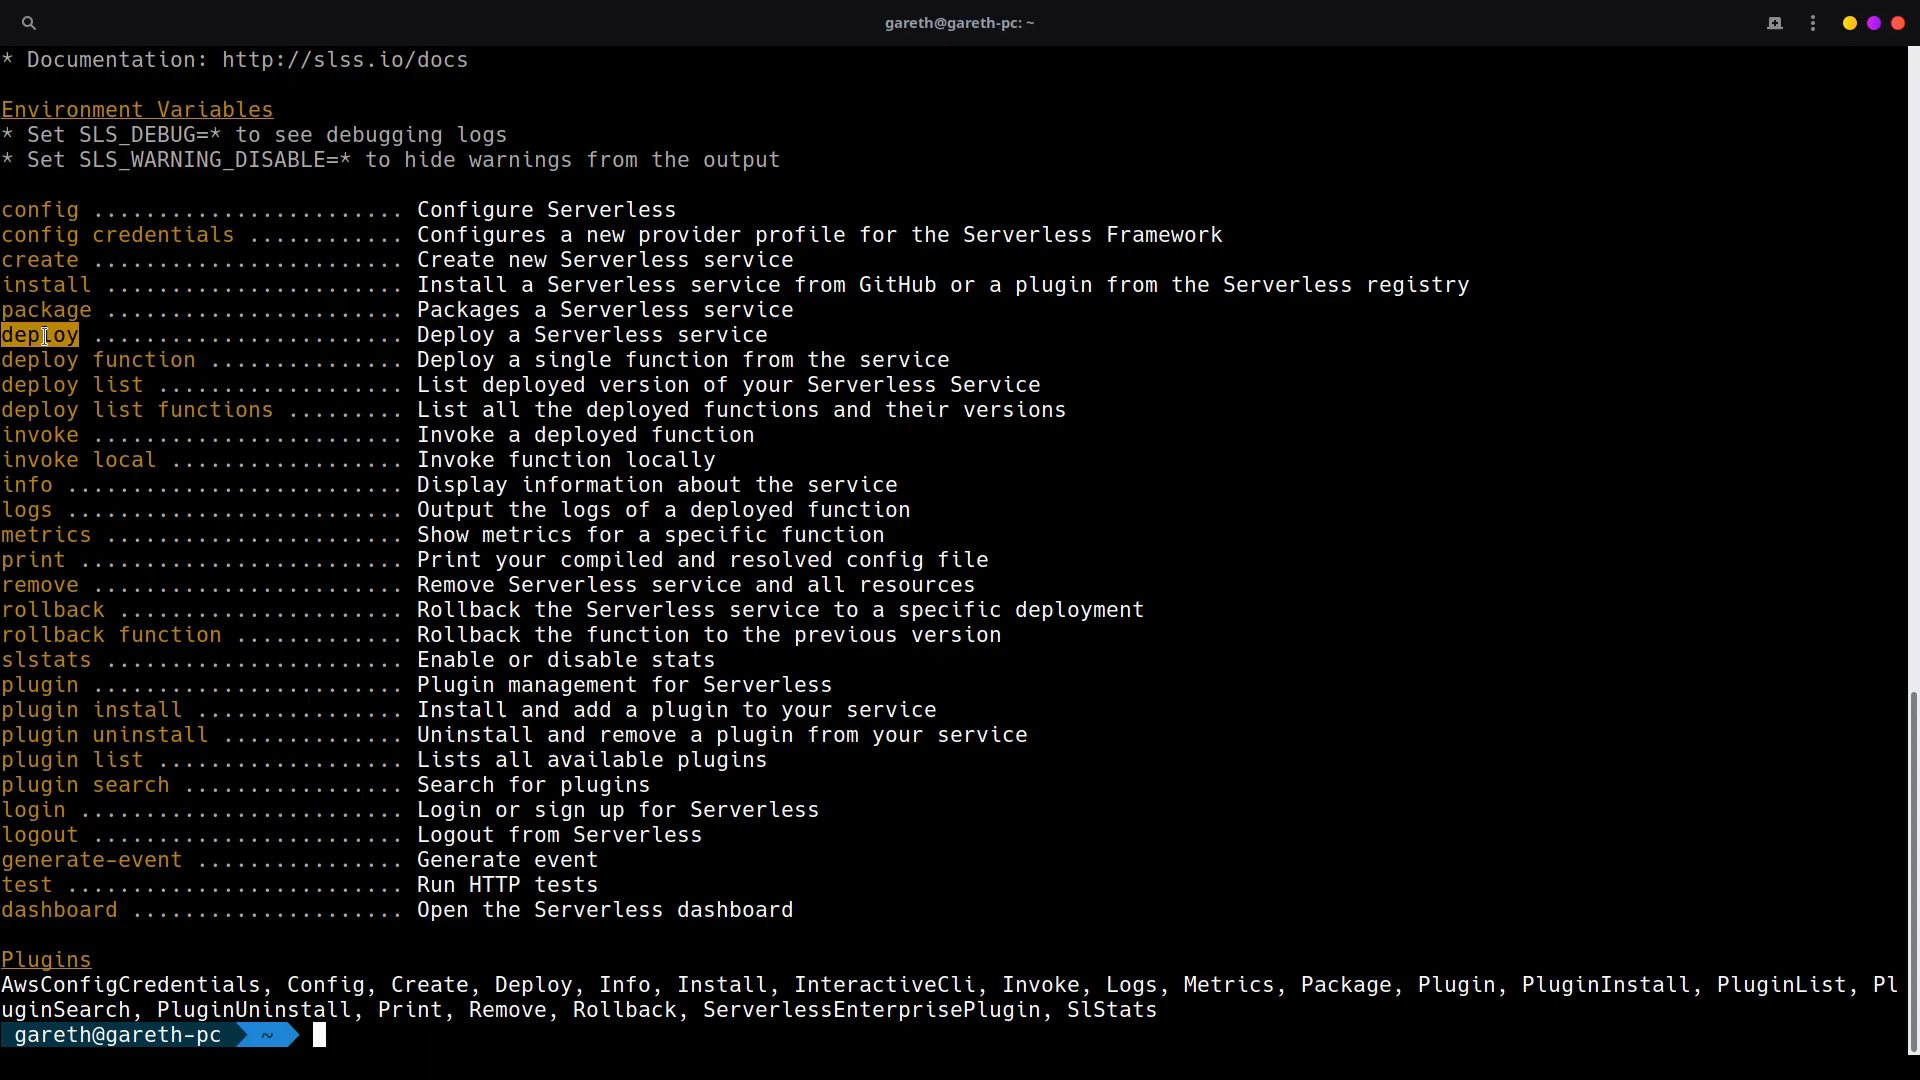 gareth@gareth-pc: ~
* Documentation: http://slss.io/docs
Environment Variables
* Set SLS_DEBUG=* to see debugging logs
* Set SLS_WARNING_DISABLE=* to hide warnings from the output
config ........................ Configure Serverless
config credentials ............ Configures a new provider profile for the Serverless Framework
create ........................ Create new Serverless service
install ....................... Install a Serverless service from GitHub or a plugin from the Serverless registry
package ....................... Packages a Serverless service
deploy ........................ Deploy a Serverless service
deploy function ............... Deploy a single function from the service
deploy list ................... List deployed version of your Serverless Service
deploy list functions ......... List all the deployed functions and their versions
invoke ........................ Invoke a deployed function
invoke local .................. Invoke function locally
info .......................... Display information about the service
logs .......................... Output the logs of a deployed function
metrics ....................... Show metrics for a specific function
print ......................... Print your compiled and resolved config file
remove ........................ Remove Serverless service and all resources
rollback ...................... Rollback the Serverless service to a specific deployment
rollback function ............. Rollback the function to the previous version
slstats ....................... Enable or disable stats
plugin ........................ Plugin management for Serverless
plugin install ................ Install and add a plugin to your service
plugin uninstall .............. Uninstall and remove a plugin from your service
plugin list ................... Lists all available plugins
plugin search ................. Search for plugins
login ......................... Login or sign up for Serverless
logout ........................ Logout from Serverless
generate-event ................ Generate event
test .......................... Run HTTP tests
dashboard ..................... Open the Serverless dashboard
Plugins
AwsConfigCredentials, Config, Create, Deploy, Info, Install, InteractiveCli, Invoke, Logs, Metrics, Package, Plugin, PluginInstall, PluginList, Pl
uginSearch, PluginUninstall, Print, Remove, Rollback, ServerlessEnterprisePlugin, SlStats
gareth@gareth-pc ~